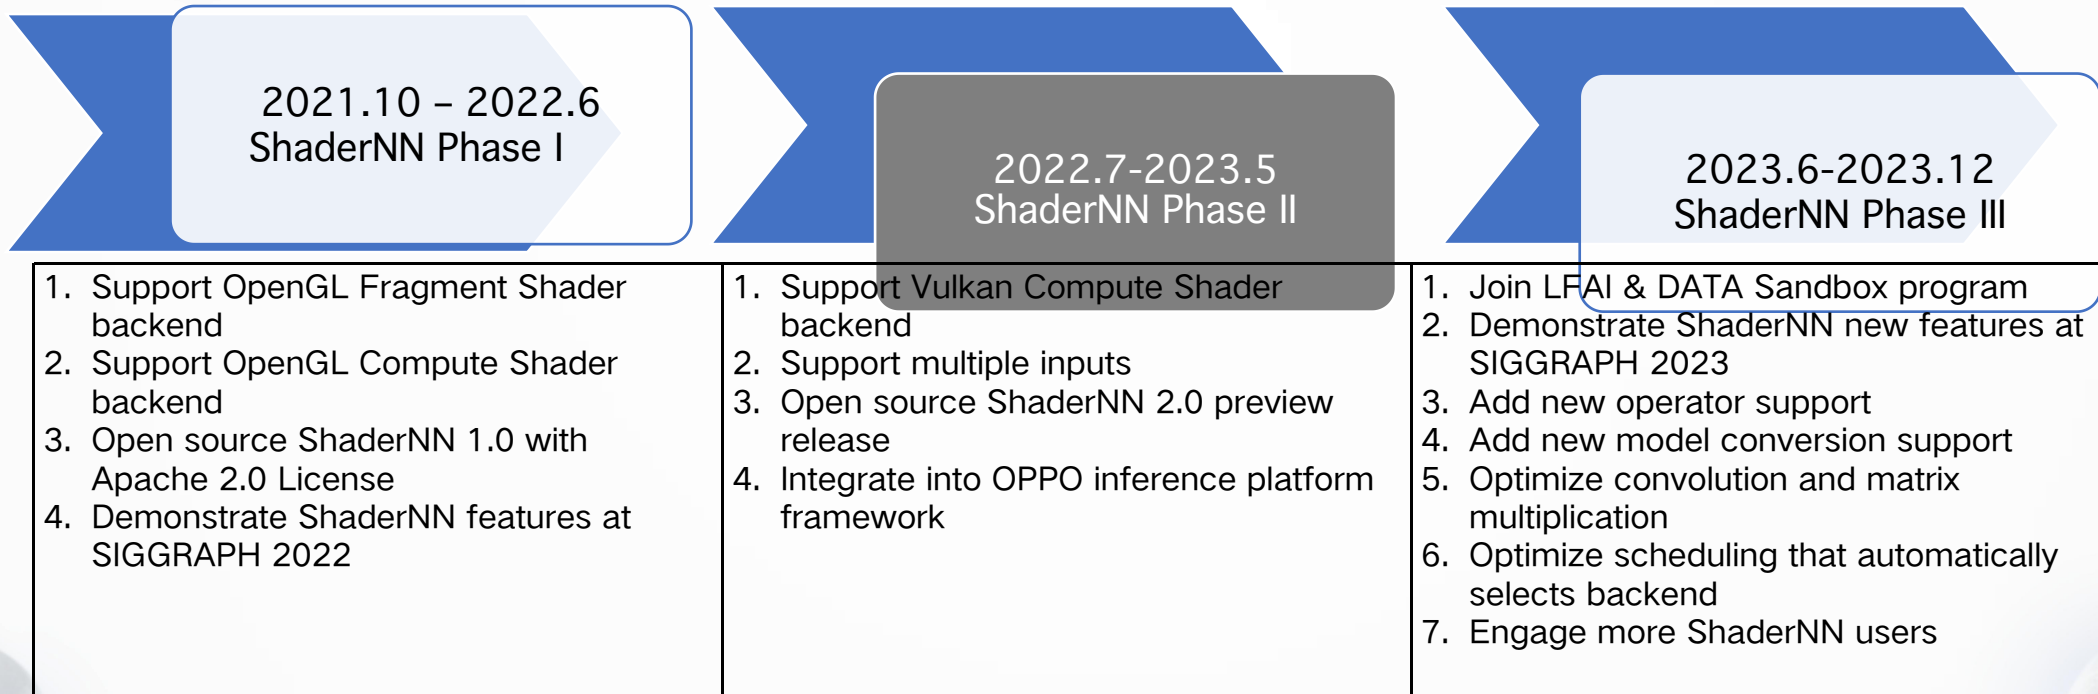 2021.10 – 2022.6
ShaderNN Phase I
2022.7-2023.5
ShaderNN Phase II
2023.6-2023.12
ShaderNN Phase III
1. Support OpenGL Fragment Shader
backend
2. Support OpenGL Compute Shader
backend
3. Open source ShaderNN 1.0 with
Apache 2.0 License
4. Demonstrate ShaderNN features at
SIGGRAPH 2022
1. Support Vulkan Compute Shader
backend
2. Support multiple inputs
3. Open source ShaderNN 2.0 preview
release
4. Integrate into OPPO inference platform
framework
1. Join LFAI & DATA Sandbox program
2. Demonstrate ShaderNN new features at
SIGGRAPH 2023
3. Add new operator support
4. Add new model conversion support
5. Optimize convolution and matrix
multiplication
6. Optimize scheduling that automatically
selects backend
7. Engage more ShaderNN users